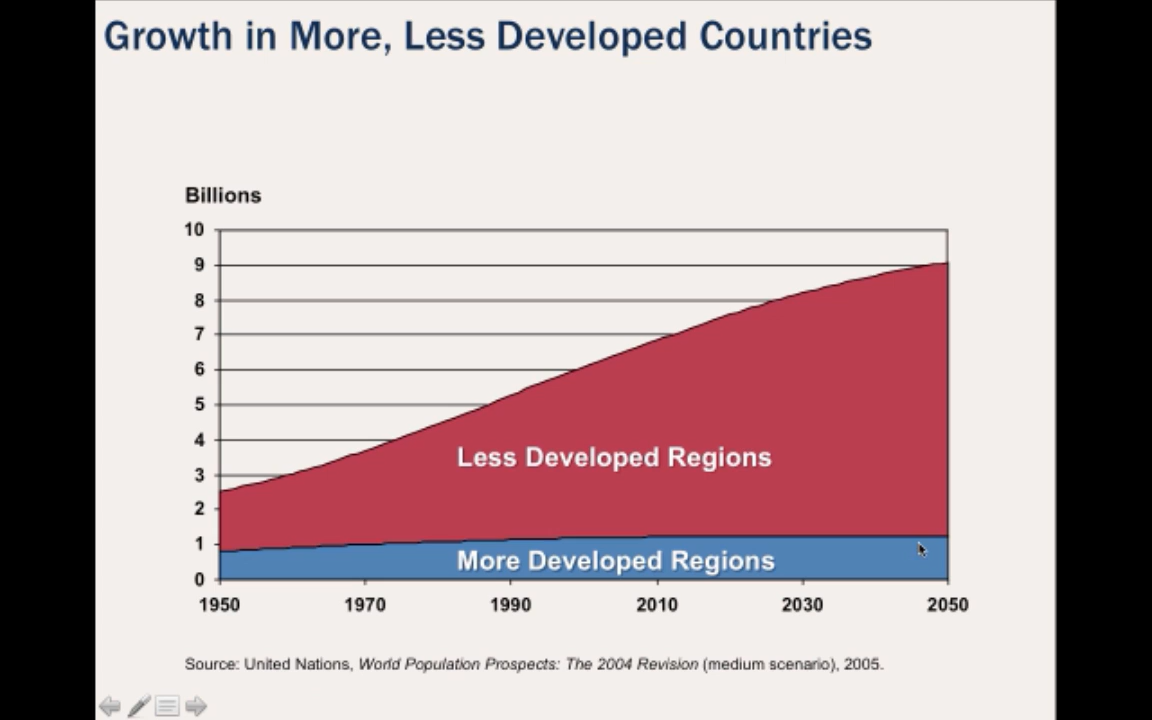 Growth in More, Less Developed Countries
Billions
10
9
8
7
6
5
4
3
2
1
0
Less Developed Regions
More Developed Regions
1950 1970 1990 2010 2030 2050
Source: United Nations, World Population Prospects: The 2004 Revision (medium scenario), 2005.